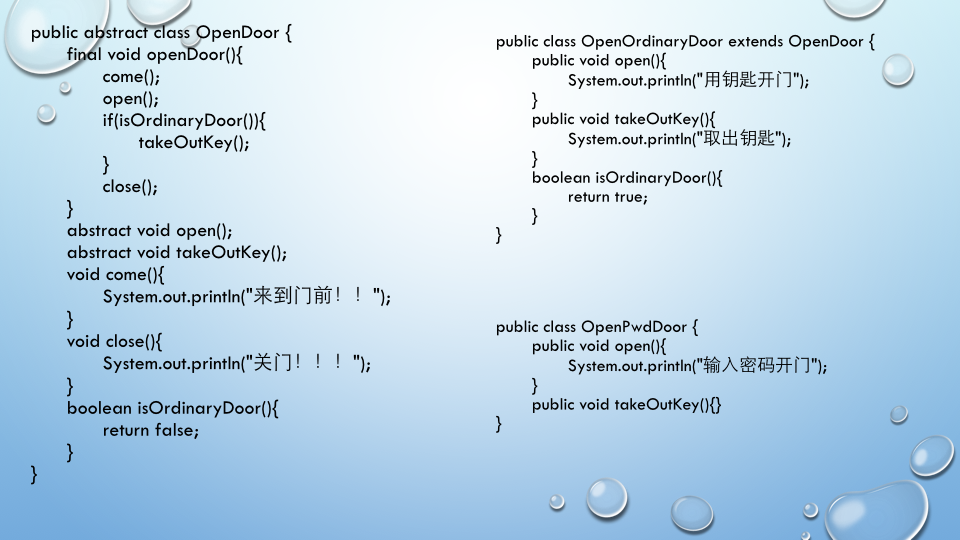 public abstract class OpenDoor {
final void openDoor(){
come();
open();
if(isOrdinaryDoor()){
takeOutKey();
}
close();
}
abstract void open();
abstract void takeOutKey();
void come(){
System.out.println("来到门前！！");
}
void close(){
System.out.println("关门！！！");
}
boolean isOrdinaryDoor(){
return false;
}
}
public class OpenOrdinaryDoor extends OpenDoor {
public void open(){
System.out.println("用钥匙开门");
}
public void takeOutKey(){
System.out.println("取出钥匙");
}
boolean isOrdinaryDoor(){
return true;
}
}
public class OpenPwdDoor {
public void open(){
System.out.println("输入密码开门");
}
public void takeOutKey(){}
}